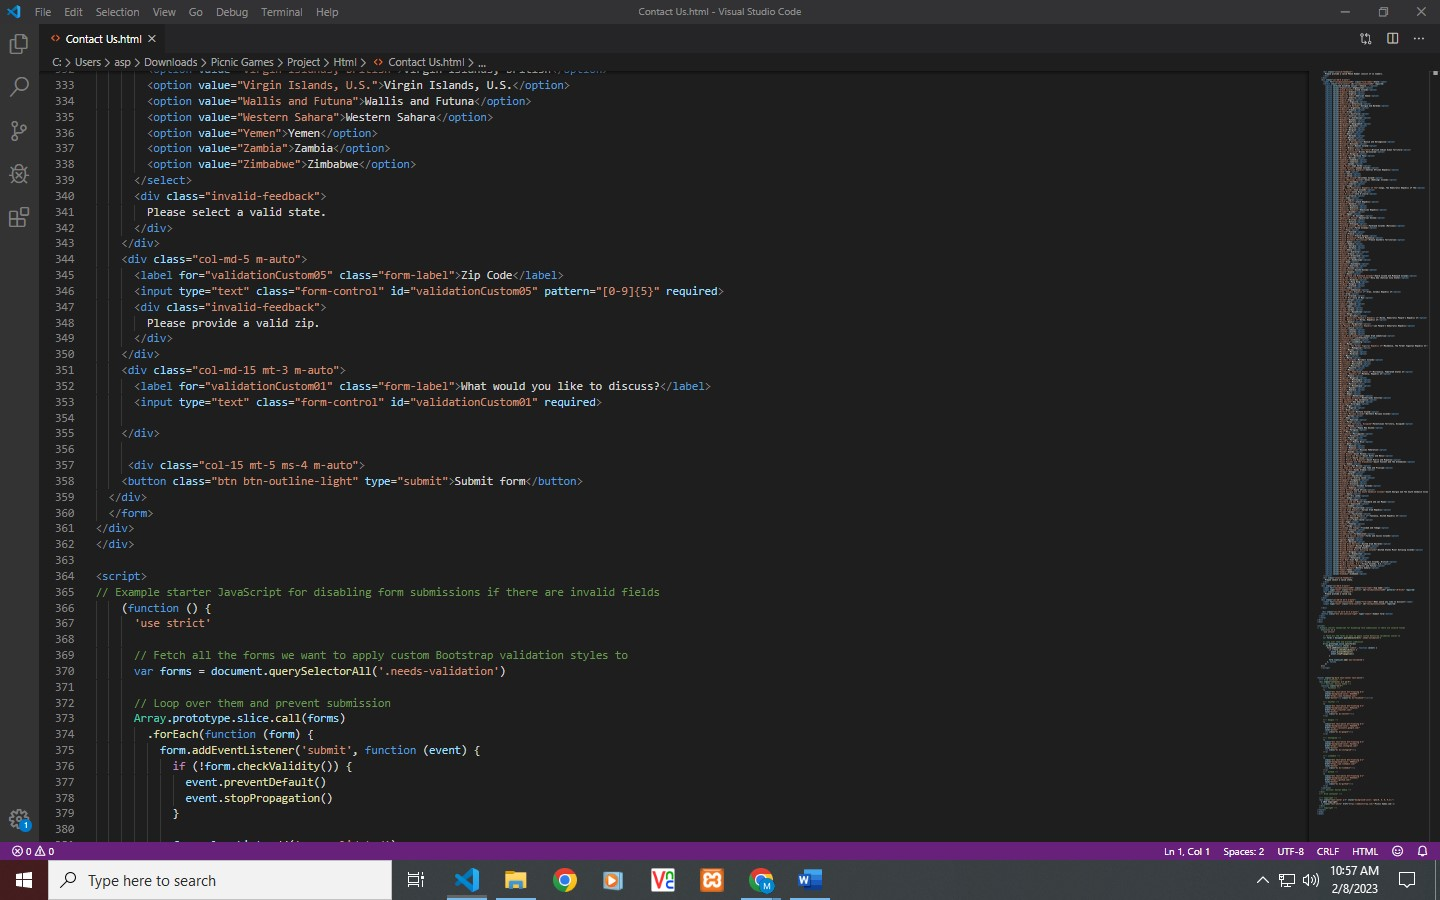 File Edit Selection View Go Debug Terminal Help
Contact Us.html - Visual Studio Code
Contact Us.html
C: > Users > asp > Downloads > Picnic Games > Project > Html > Contact Us.html > ...
332 <option value="Virgin Islands, British">Virgin Islands, British</option>
333 <option value="Virgin Islands, U.S.">Virgin Islands, U.S.</option>
334 <option value="Wallis and Futuna">Wallis and Futuna</option>
335 <option value="Western Sahara">Western Sahara</option>
336 <option value="Yemen">Yemen</option>
337 <option value="Zambia">Zambia</option>
338 <option value="Zimbabwe">Zimbabwe</option>
339 </select>
340 <div class="invalid-feedback">
341 Please select a valid state.
342 </div>
343 </div>
344 <div class="col-md-5 m-auto">
345 <label for="validationCustom05" class="form-label">Zip Code</label>
346 <input type="text" class="form-control" id="validationCustom05" pattern="[0-9]{5}" required>
347 <div class="invalid-feedback">
348 Please provide a valid zip.
349 </div>
350 </div>
351 <div class="col-md-15 mt-3 m-auto">
352 <label for="validationCustom01" class="form-label">What would you like to discuss?</label>
353 <input type="text" class="form-control" id="validationCustom01" required>
354
355 </div>
356
357 <div class="col-15 mt-5 ms-4 m-auto">
358 <button class="btn btn-outline-light" type="submit">Submit form</button>
359 </div>
360 </form>
361 </div>
362 </div>
363
364 <script>
365 // Example starter JavaScript for disabling form submissions if there are invalid fields
366 (function () {
367 'use strict'
368
369 // Fetch all the forms we want to apply custom Bootstrap validation styles to
370 var forms = document.querySelectorAll('.needs-validation')
371
372 // Loop over them and prevent submission
373 Array.prototype.slice.call(forms)
374 .forEach(function (form) {
375 form.addEventListener('submit', function (event) {
376 if (!form.checkValidity()) {
377 event.preventDefault()
378 event.stopPropagation()
379 }
380
1
0 0
Ln 1, Col 1 Spaces: 2 UTF-8 CRLF HTML
Type here to search
10:57 AM
2/8/2023